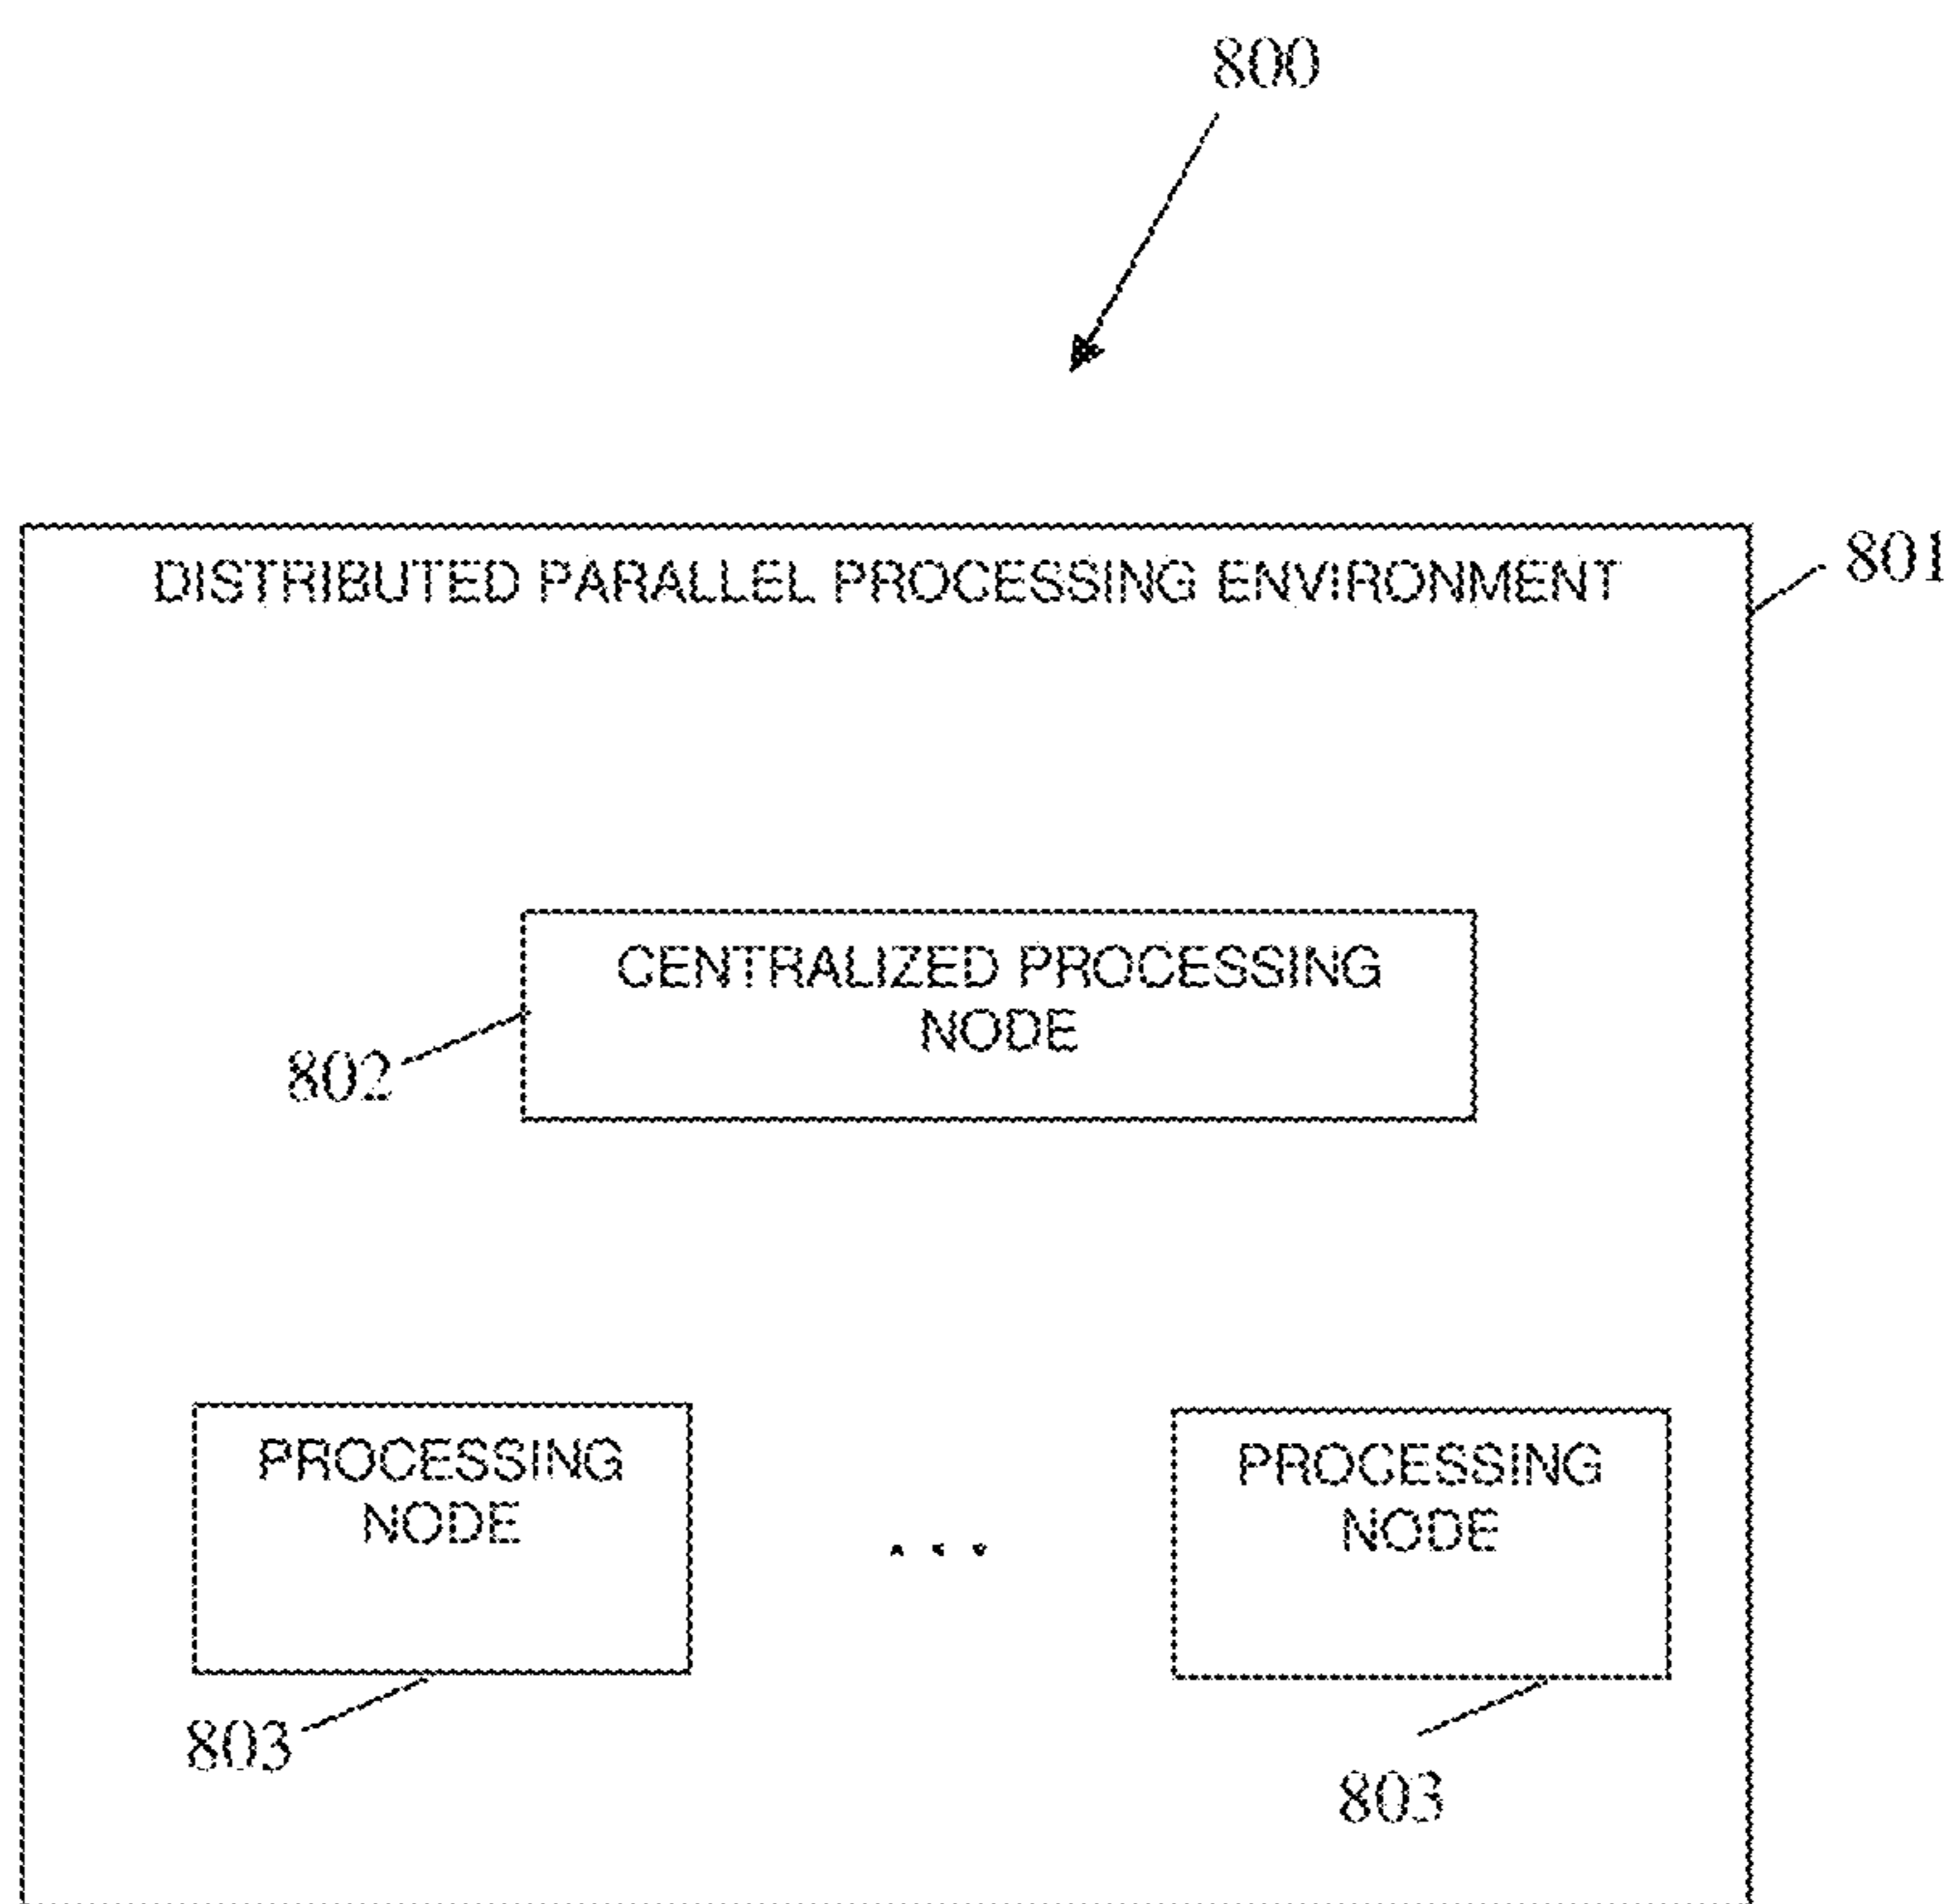 800
DISTRIBUTED PARALLEL PROCESSING ENVIRONMENT
801
CENTRALIZED PROCESSING
NODE
802
PROCESSING
NODE
...
PROCESSING
NODE
803
803